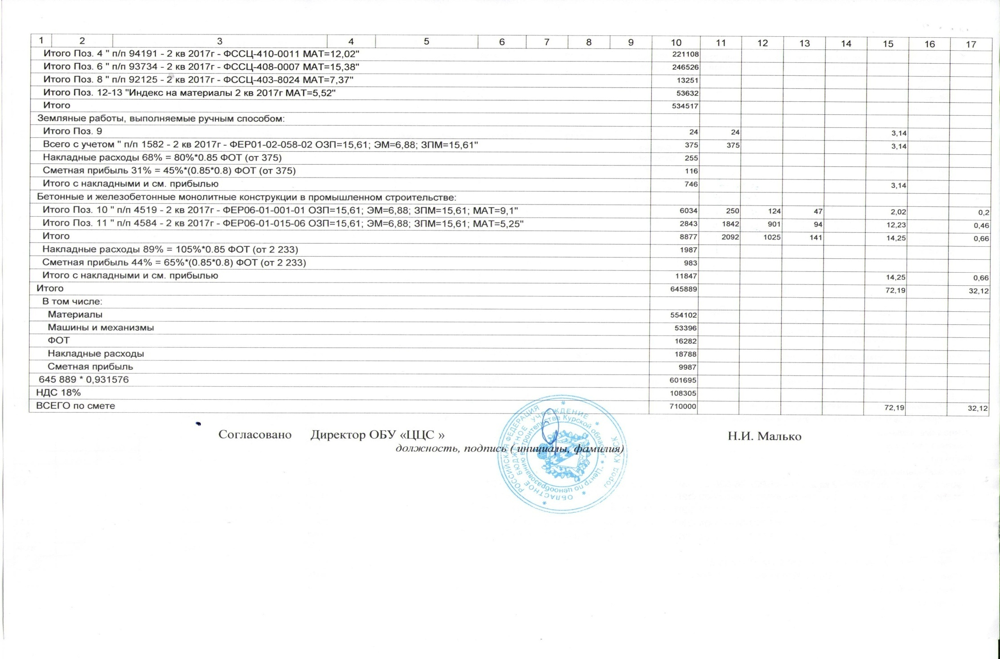 1 2 3 4 5 6 7 8 9 10 11 12 13 14 15 16 17
Итого Поз. 4 " п/п 94191 - 2 кв 2017г - ФССЦ-410-0011 МАТ=12,02" 221108
Итого Поз. 6 " п/п 93734 - 2 кв 2017г - ФССЦ-408-0007 МАТ=15,38" 246526
Итого Поз. 8 " п/п 92125 - 2 кв 2017г - ФССЦ-403-8024 МАТ=7,37" 13251
Итого Поз. 12-13 "Индекс на материалы 2 кв 2017г МАТ=5,52" 53632
Итого 534517
Земляные работы, выполняемые ручным способом:
Итого Поз. 9 24 24 3,14
Всего с учетом " п/п 1582 - 2 кв 2017г - ФЕР01-02-058-02 ОЗП=15,61; ЭМ=6,88; ЗПМ=15,61" 375 375 3,14
Накладные расходы 68% = 80%*0.85 ФОТ (от 375) 255
Сметная прибыль 31% = 45%*(0.85*0.8) ФОТ (от 375) 116
Итого с накладными и см. прибылью 746 3,14
Бетонные и железобетонные монолитные конструкции в промышленном строительстве:
Итого Поз. 10 " п/п 4519 - 2 кв 2017г - ФЕР06-01-001-01 ОЗП=15,61; ЭМ=6,88; ЗПМ=15,61; МАТ=9,1" 6034 250 124 47 2,02 0,2
Итого Поз. 11 " п/п 4584 - 2 кв 2017г - ФЕР06-01-015-06 ОЗП=15,61; ЭМ=6,88; ЗПМ=15,61; МАТ=5,25" 2843 1842 901 94 12,23 0,46
Итого 8877 2092 1025 141 14,25 0,66
Накладные расходы 89% = 105%*0.85 ФОТ (от 2 233) 1987
Сметная прибыль 44% = 65%*(0.85*0.8) ФОТ (от 2 233) 983
Итого с накладными и см. прибылью 11847 14,25 0,66
Итого 645889 72,19 32,12
В том числе:
Материалы 554102
Машины и механизмы 53396
ФОТ 16282
Накладные расходы 18788
Сметная прибыль 9987
645 889 * 0,931576 601695
НДС 18% 108305
ВСЕГО по смете 710000 72,19 32,12
Согласовано Директор ОБУ «ЦЦС » Н.И. Малько
должность, подпись ( инициалы, фамилия)
РОССИЙСКАЯ ФЕДЕРАЦИЯ * город КУРСК *
ОБЛАСТНОЕ БЮДЖЕТНОЕ УЧРЕЖДЕНИЕ *
* "Центр по ценообразованию в строительстве Курской области"